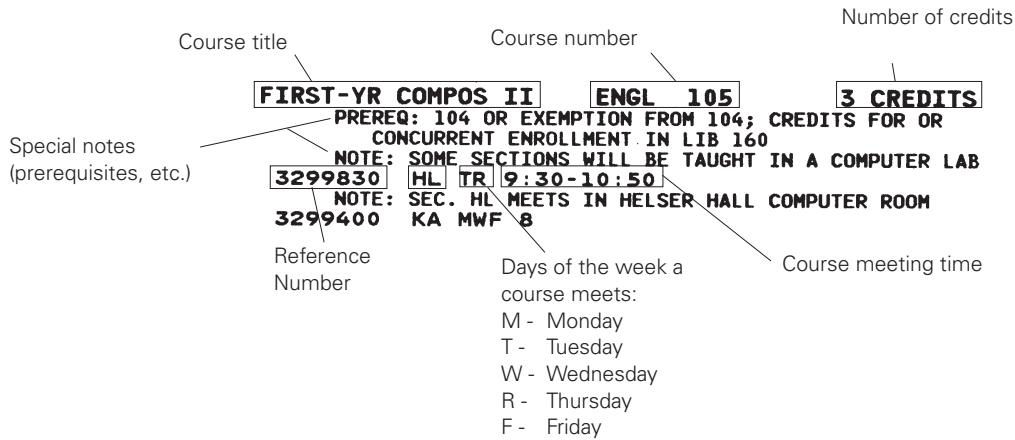 Number of credits
Course title
Course number
FIRST-YR COMPOS II ENGL 105 3 CREDITS
PREREQ: 104 OR EXEMPTION FROM 104; CREDITS FOR OR
CONCURRENT ENROLLMENT IN LIB 160
Special notes
(prerequisites, etc.)
NOTE: SOME SECTIONS WILL BE TAUGHT IN A COMPUTER LAB
3299830 HL TR 9:30-10:50
NOTE: SEC. HL MEETS IN HELSER HALL COMPUTER ROOM
3299400 KA MWF 8
Reference
Number
Days of the week a
course meets:
M - Monday
T - Tuesday
W - Wednesday
R - Thursday
F - Friday
Course meeting time